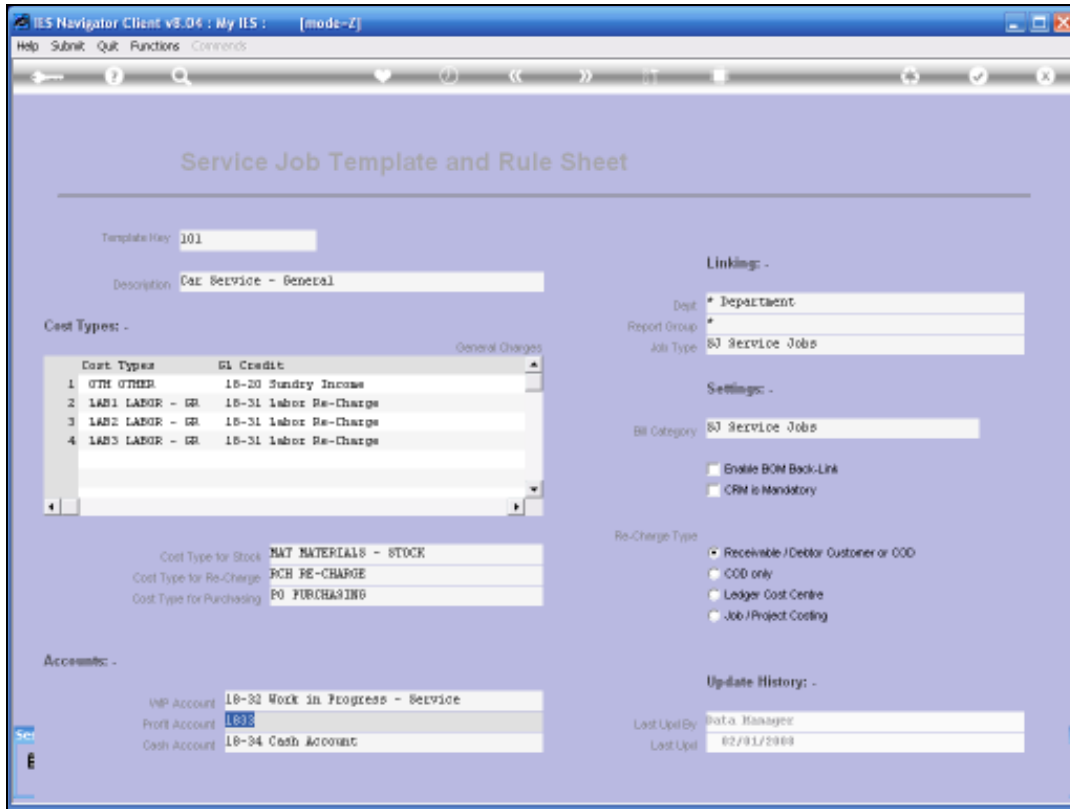 IES Navigator Client v8.04 : My IES : [mode=Z]
Help Submit Quit Functions Commands
Service Job Template and Rule Sheet
Template Key 101
Description Car Service - General
Cost Types: -
General Charges
Cost Types GL Credit
1 OTH OTHER 18-20 Sundry Income
2 LAB1 LABOR - GR 18-31 Labor Re-Charge
3 LAB2 LABOR - GR 18-31 Labor Re-Charge
4 LAB3 LABOR - GR 18-31 Labor Re-Charge
Cost Type for Stock MAT MATERIALS - STOCK
Cost Type for Re-Charge RCH RE-CHARGE
Cost Type for Purchasing PO PURCHASING
Accounts: -
WIP Account 18-32 Work in Progress - Service
Profit Account 1833
Cash Account 18-34 Cash Account
Linking: -
Dept * Department
Report Group *
Job Type SJ Service Jobs
Settings: -
Bill Category SJ Service Jobs
Enable BOM Back-Link
CRM is Mandatory
Re-Charge Type
Receivable / Debtor Customer or COD
COD only
Ledger Cost Centre
Job / Project Costing
Update History: -
Last Upd By Data Manager
Last Upd 02/01/2008
Ser